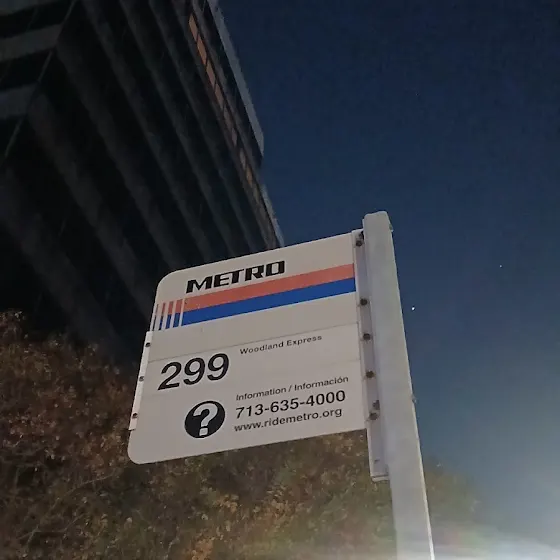 METRO
Woodland Express
299
Information / Información
713-635-4000
www.ridemetro.org
?